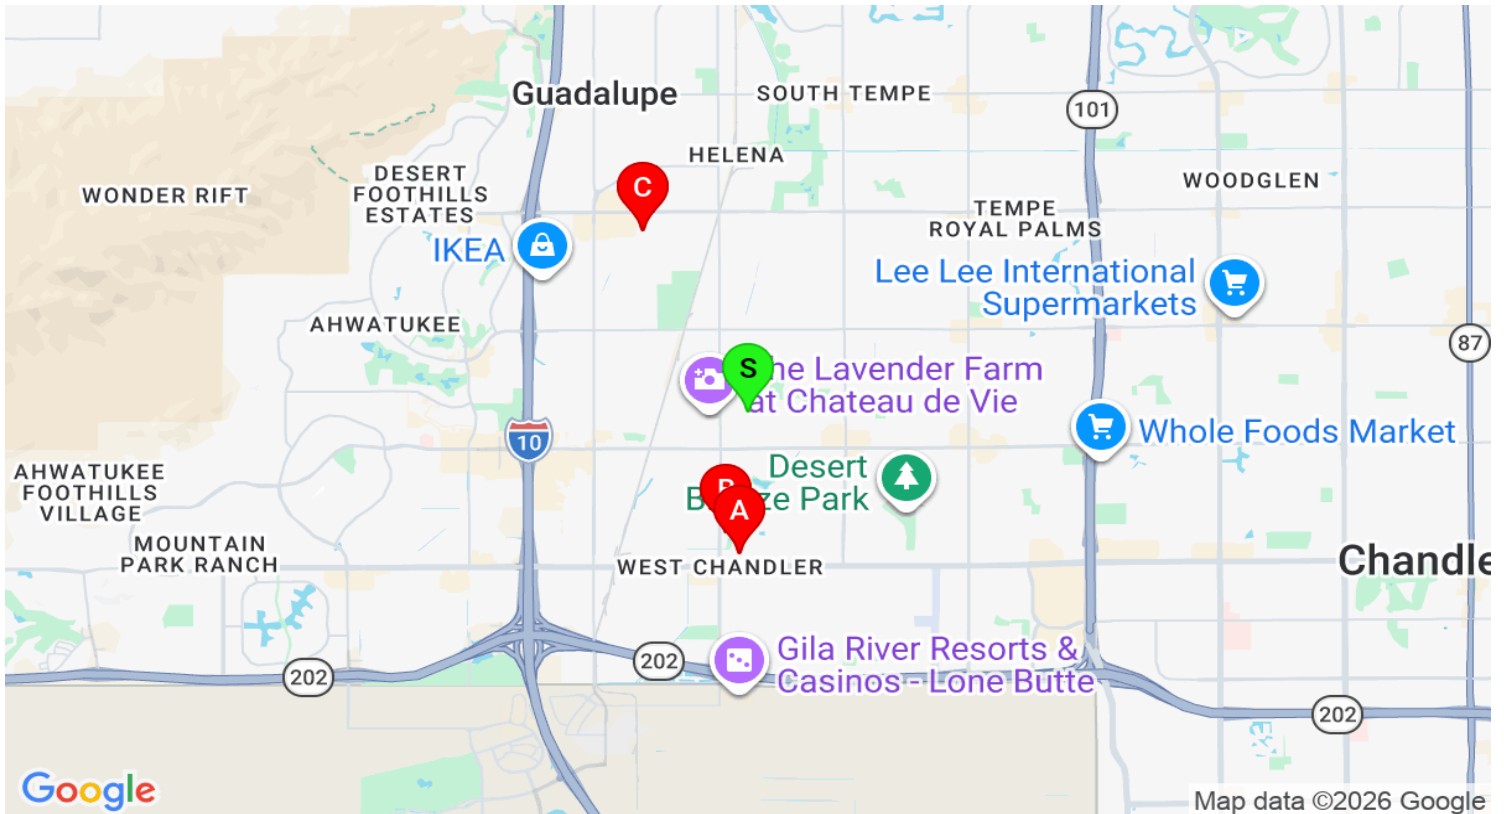 Guadalupe
SOUTH TEMPE
101
HELENA
DESERT
FOOTHILLS
ESTATES
WONDER RIFT
C
WOODGLEN
TEMPE
ROYAL PALMS
IKEA
Lee Lee International
Supermarkets
AHWATUKEE
87
S
he Lavender Farm
at Chateau de Vie
10
Whole Foods Market
AHWATUKEE
FOOTHILLS
VILLAGE
Desert
Park
A
MOUNTAIN
PARK RANCH
WEST CHANDLER
Chandle
Gila River Resorts &
Casinos - Lone Butte
202
202
202
Google
Map data ©2026 Google